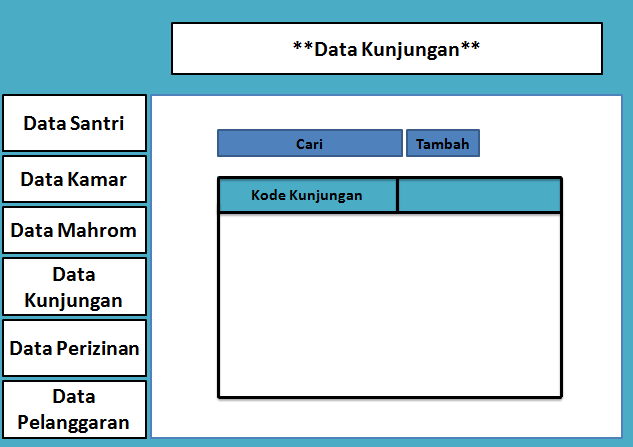 **Data Kunjungan**
Data Santri
Data Kamar
Data Mahrom
Data
Kunjungan
Data Perizinan
Data
Pelanggaran
Cari
Tambah
Kode Kunjungan